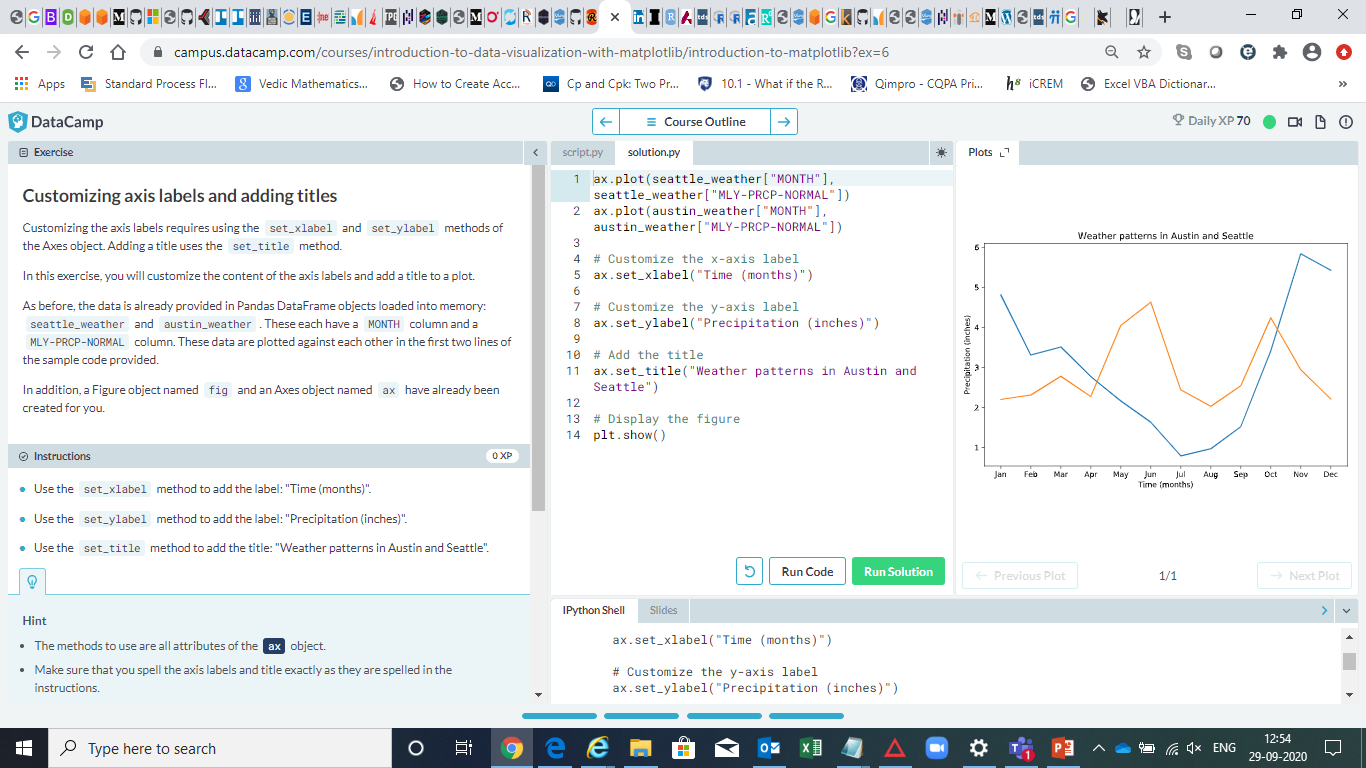 campus.datacamp.com/courses/introduction-to-data-visualization-with-matplotlib/introduction-to-matplotlib?ex=6
Apps
Standard Process Fl...
Vedic Mathematics...
How to Create Acc...
Cp and Cpk: Two Pr...
10.1 - What if the R...
Qimpro - CQPA Pri...
iCREM
Excel VBA Dictionar...
»
DataCamp
Course Outline
Daily XP 70
Exercise
Customizing axis labels and adding titles
Customizing the axis labels requires using the set_xlabel and set_ylabel methods of
the Axes object. Adding a title uses the set_title method.
In this exercise, you will customize the content of the axis labels and add a title to a plot.
As before, the data is already provided in Pandas DataFrame objects loaded into memory:
seattle_weather and austin_weather . These each have a MONTH column and a
MLY-PRCP-NORMAL column. These data are plotted against each other in the first two lines of
the sample code provided.
In addition, a Figure object named fig and an Axes object named ax have already been
created for you.
Instructions
0 XP
Use the set_xlabel method to add the label: "Time (months)".
Use the set_ylabel method to add the label: "Precipitation (inches)".
Use the set_title method to add the title: "Weather patterns in Austin and Seattle".
Hint
The methods to use are all attributes of the ax object.
Make sure that you spell the axis labels and title exactly as they are spelled in the
instructions.
script.py
solution.py
1 ax.plot(seattle_weather["MONTH"],
seattle_weather["MLY-PRCP-NORMAL"])
2 ax.plot(austin_weather["MONTH"],
austin_weather["MLY-PRCP-NORMAL"])
3
4 # Customize the x-axis label
5 ax.set_xlabel("Time (months)")
6
7 # Customize the y-axis label
8 ax.set_ylabel("Precipitation (inches)")
9
10 # Add the title
11 ax.set_title("Weather patterns in Austin and
Seattle")
12
13 # Display the figure
14 plt.show()
Run Code
Run Solution
IPython Shell
Slides
ax.set_xlabel("Time (months)")
# Customize the y-axis label
ax.set_ylabel("Precipitation (inches)")
Plots
Weather patterns in Austin and Seattle
Precipitation (inches)
6
5
4
3
2
1
Jan Feb Mar Apr May Jun Jul Aug Sep Oct Nov Dec
Time (months)
Previous Plot
1/1
Next Plot
Type here to search
ENG
12:54
29-09-2020